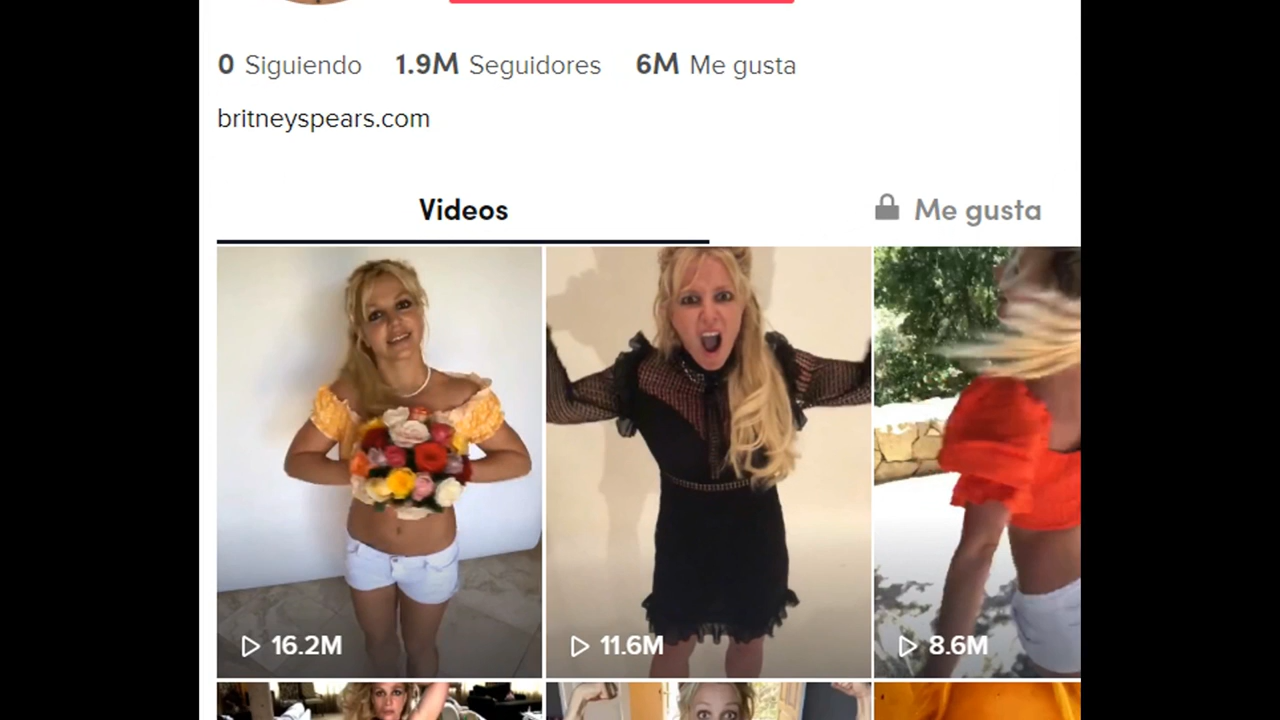 0 Siguiendo 1.9M Seguidores 6M Me gusta
britneyspears.com
Videos Me gusta
16.2M 11.6M 8.6M